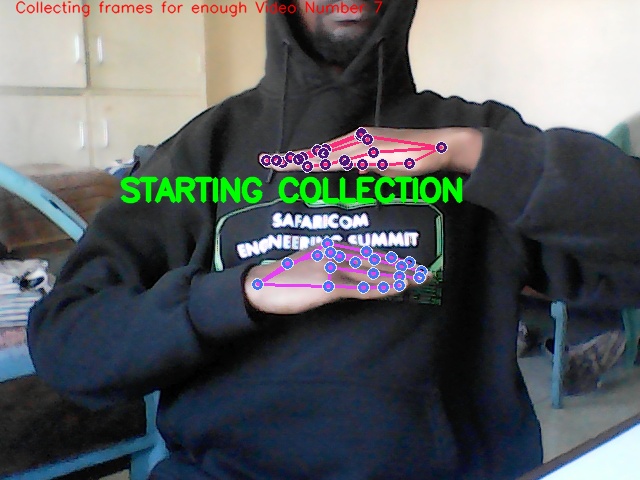 Collecting frames for enough Video Number 7
STARTING COLLECTION
SAFARICOM
ENGINEERING SUMMIT